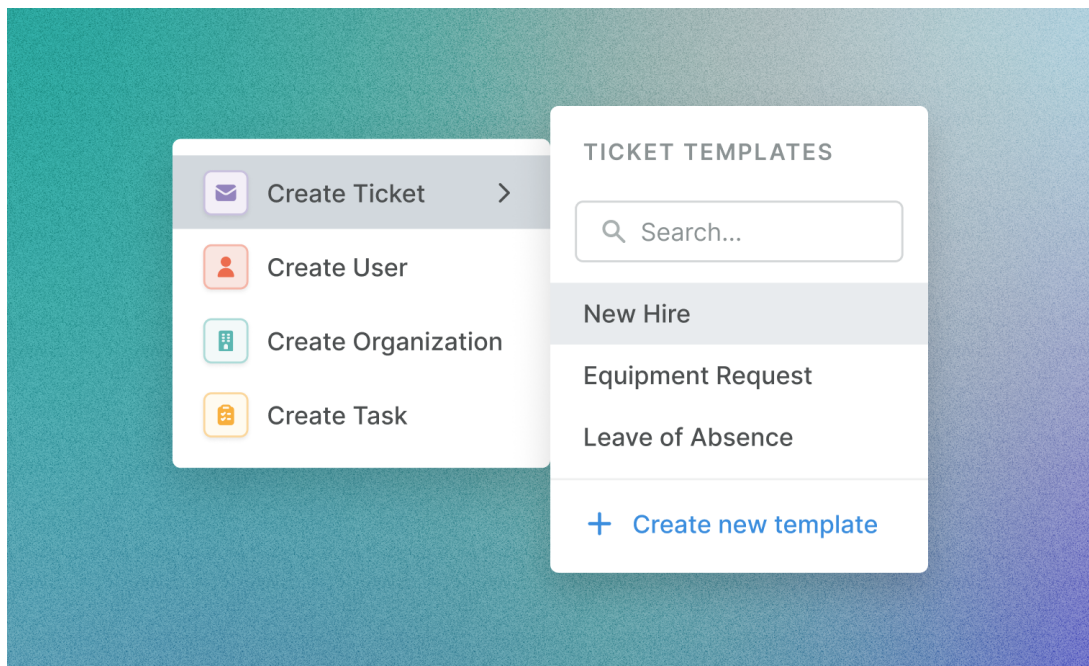 Create Ticket
Create User
Create Organization
Create Task
TICKET TEMPLATES
Search...
New Hire
Equipment Request
Leave of Absence
Create new template